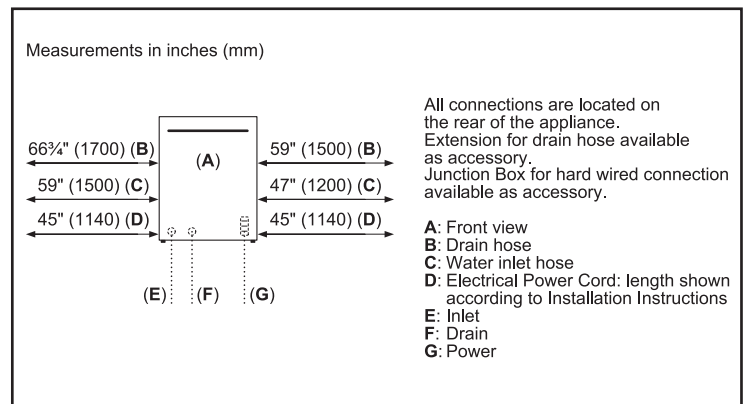 Measurements in inches (mm)
66¾" (1700) (B)
59" (1500) (C)
45" (1140) (D)
(A)
59" (1500) (B)
47" (1200) (C)
45" (1140) (D)
(E)
(F)
(G)
All connections are located on
the rear of the appliance.
Extension for drain hose available
as accessory.
Junction Box for hard wired connection
available as accessory.
A: Front view
B: Drain hose
C: Water inlet hose
D: Electrical Power Cord: length shown
according to Installation Instructions
E: Inlet
F: Drain
G: Power